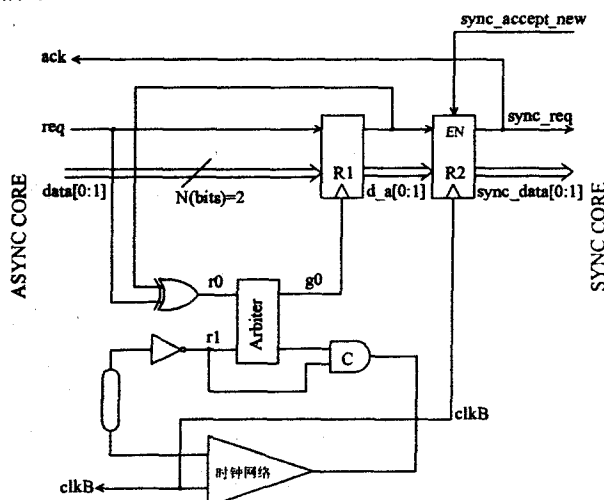 sync_accept_new
ack
req
EN
sync_req
R1
R2
data[0:1]
N(bits)=2
d_a[0:1]
sync_data[0:1]
ASYNC CORE
SYNC CORE
r0
g0
Arbiter
r1
C
clkB
时钟网络
clkB